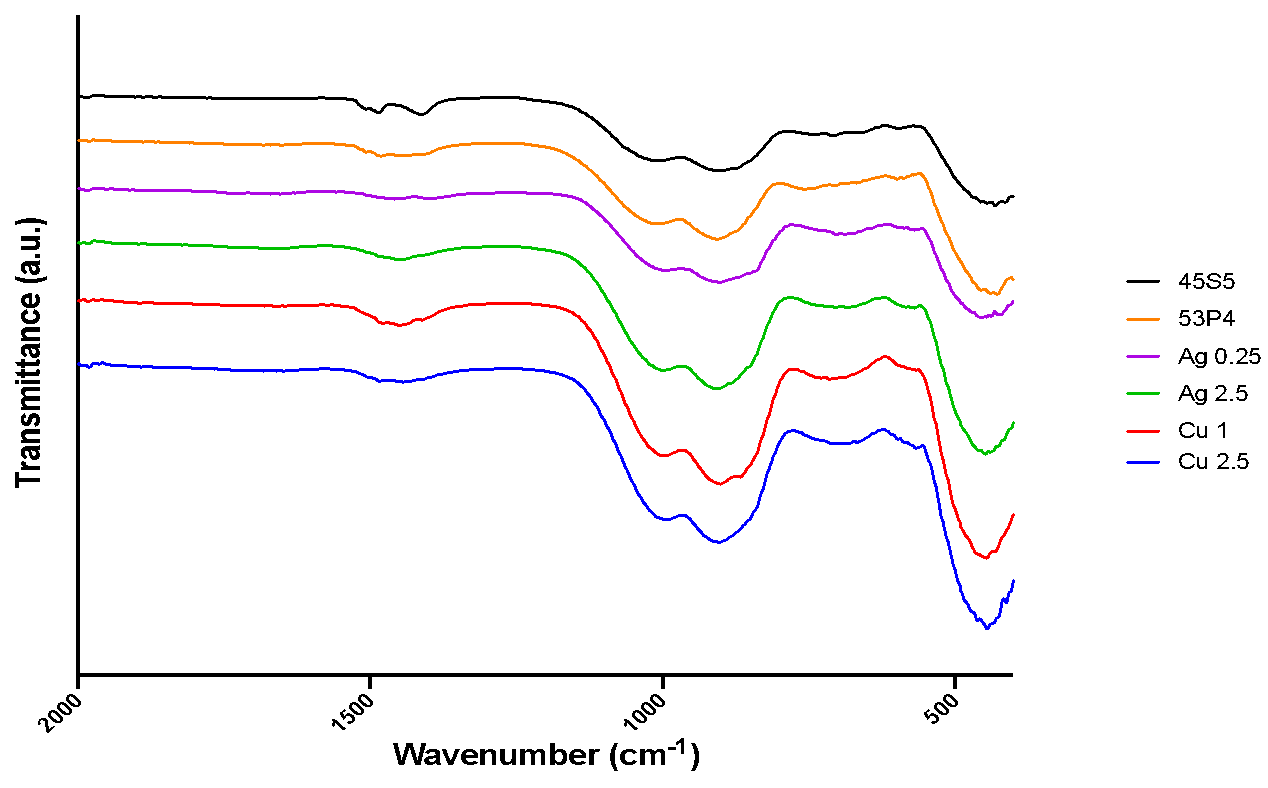 Transmittance (a.u.)
45S5
53P4
Ag 0.25
Ag 2.5
Cu 1
Cu 2.5
2000
1500
1000
500
Wavenumber (cm⁻¹)